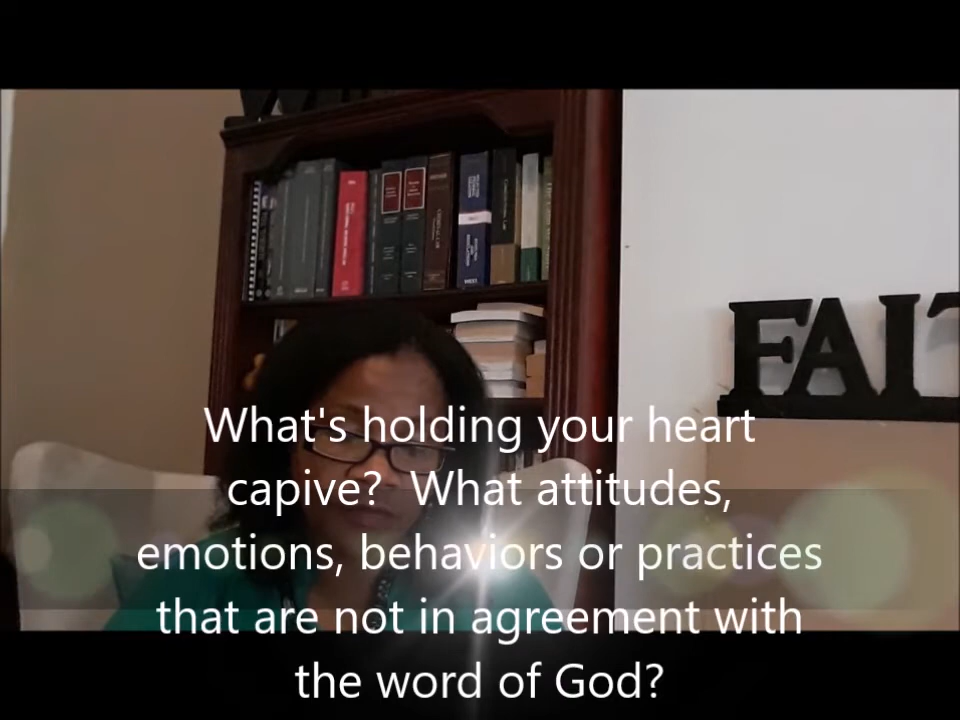 FAIT
What's holding your heart
capive?  What attitudes,
emotions, behaviors or practices
that are not in agreement with
the word of God?